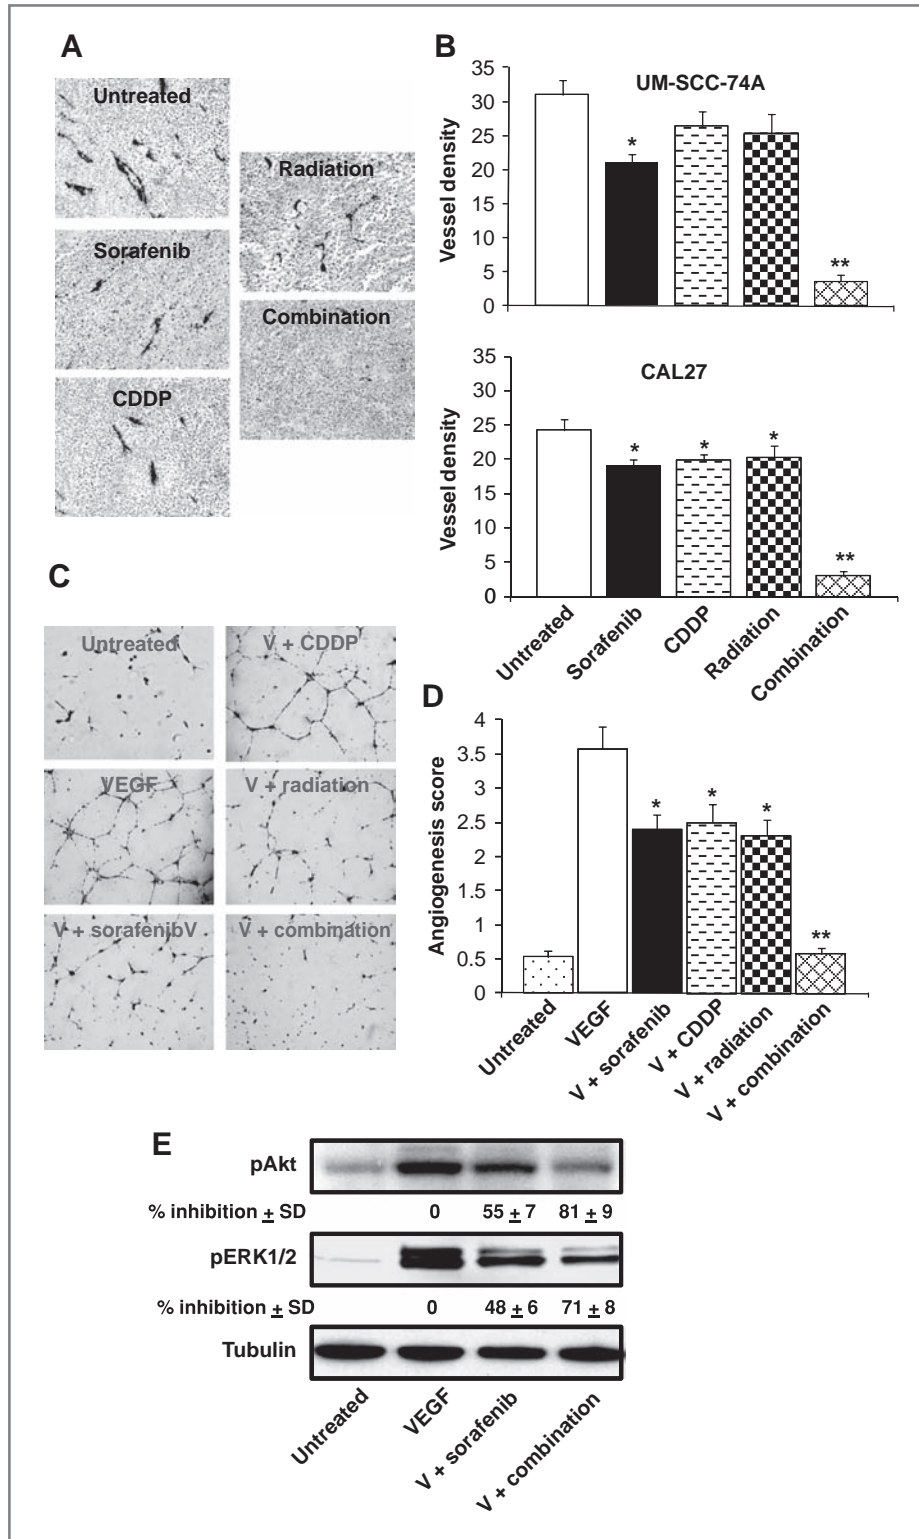 A
Untreated
Sorafenib
CDDP
Radiation
Combination
B
UM-SCC-74A
Vessel density
35
30
25
20
15
10
5
0
*
**
CAL27
Vessel density
35
30
25
20
15
10
5
0
*
*
*
**
Untreated
Sorafenib
CDDP
Radiation
Combination
C
Untreated
V + CDDP
VEGF
V + radiation
V + sorafenibV
V + combination
D
Angiogenesis score
4
3.5
3
2.5
2
1.5
1
0.5
0
*
*
*
**
Untreated
VEGF
V + sorafenib
V + CDDP
V + radiation
V + combination
E
pAkt
% inhibition ± SD 0 55 ± 7 81 ± 9
pERK1/2
% inhibition ± SD 0 48 ± 6 71 ± 8
Tubulin
Untreated
VEGF
V + sorafenib
V + combination